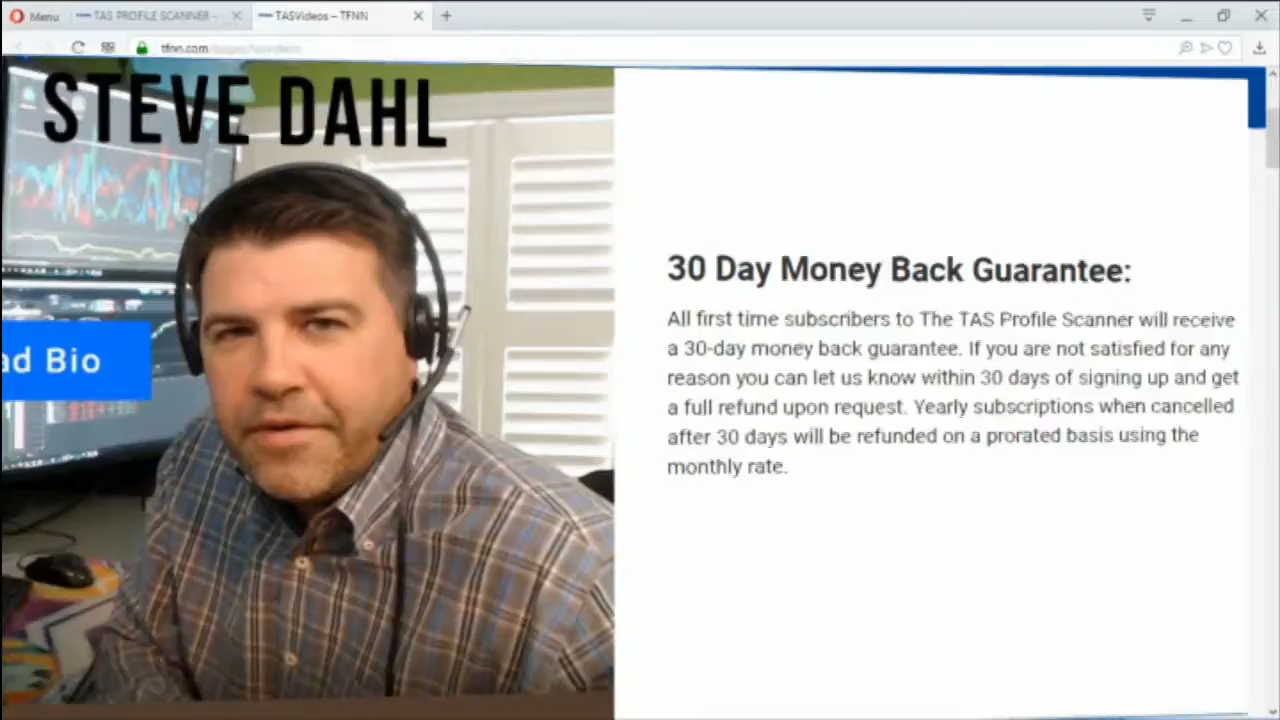 Menu
TAS PROFILE SCANNER –
TASVideos – TFNN
tfnn.com
STEVE DAHL
ad Bio
30 Day Money Back Guarantee:
All first time subscribers to The TAS Profile Scanner will receive
a 30-day money back guarantee. If you are not satisfied for any
reason you can let us know within 30 days of signing up and get
a full refund upon request. Yearly subscriptions when cancelled
after 30 days will be refunded on a prorated basis using the
monthly rate.